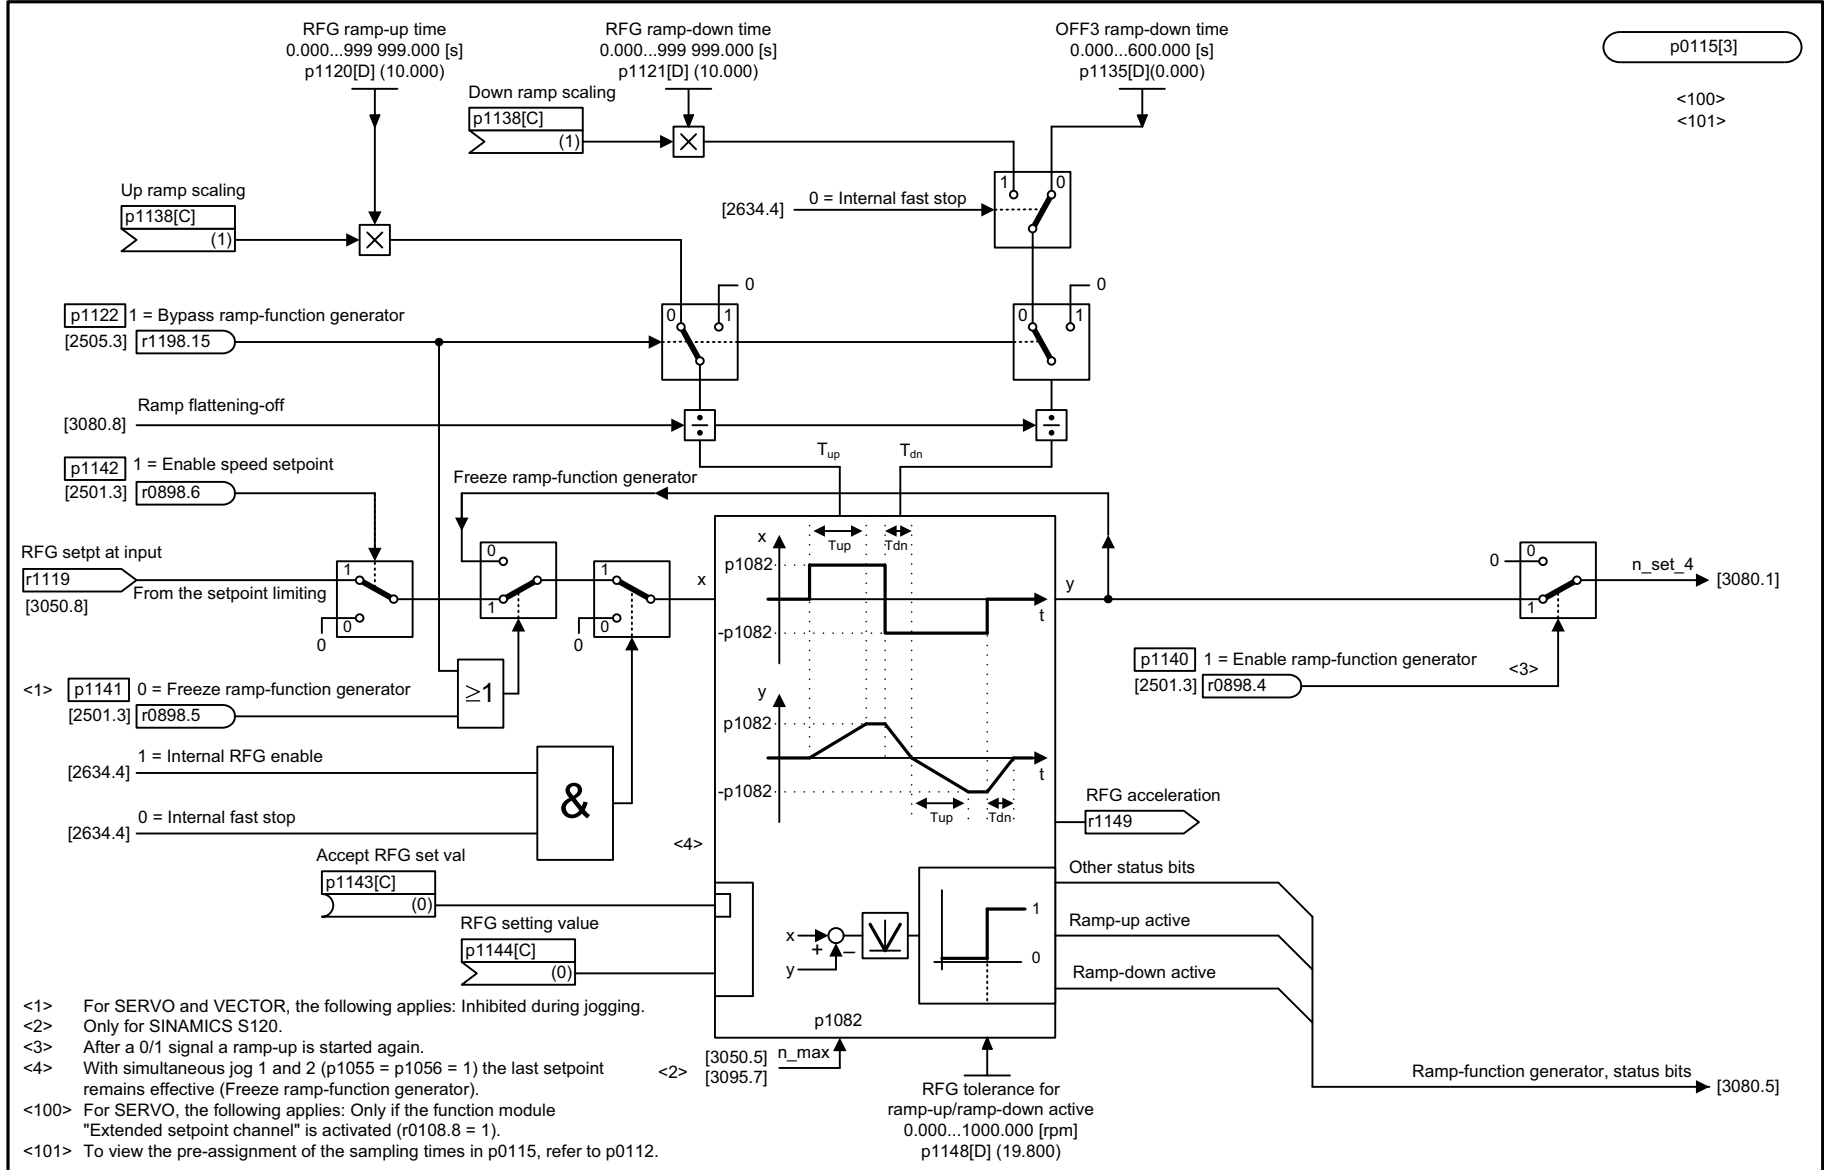 RFG ramp-up time
0.000...999 999.000 [s]
p1120[D] (10.000)
RFG ramp-down time
0.000...999 999.000 [s]
p1121[D] (10.000)
OFF3 ramp-down time
0.000...600.000 [s]
p1135[D](0.000)
p0115[3]
<100>
<101>
Down ramp scaling
p1138[C]
(1)
Up ramp scaling
p1138[C]
(1)
[2634.4]
0 = Internal fast stop
1 0
p1122 1 = Bypass ramp-function generator
[2505.3] r1198.15
0 1 0
0 1 0
Ramp flattening-off
[3080.8]
p1142 1 = Enable speed setpoint
[2501.3] r0898.6
Tup
Tdn
Freeze ramp-function generator
RFG setpt at input
r1119
[3050.8]
From the setpoint limiting
1
0
0
0
1
1
0
0
x
x
Tup
Tdn
p1082
-p1082
t
y
y
p1082
-p1082
t
Tup
Tdn
0
0
1
n_set_4
[3080.1]
p1140 1 = Enable ramp-function generator
[2501.3] r0898.4
<3>
<1> p1141 0 = Freeze ramp-function generator
[2501.3] r0898.5
≥1
1 = Internal RFG enable
[2634.4]
&
0 = Internal fast stop
[2634.4]
<4>
RFG acceleration
r1149
Accept RFG set val
p1143[C]
(0)
RFG setting value
p1144[C]
(0)
x
+
−
y
1
0
Other status bits
Ramp-up active
Ramp-down active
p1082
<2>
[3050.5]
[3095.7]
n_max
RFG tolerance for
ramp-up/ramp-down active
0.000...1000.000 [rpm]
p1148[D] (19.800)
Ramp-function generator, status bits
[3080.5]
<1> For SERVO and VECTOR, the following applies: Inhibited during jogging.
<2> Only for SINAMICS S120.
<3> After a 0/1 signal a ramp-up is started again.
<4> With simultaneous jog 1 and 2 (p1055 = p1056 = 1) the last setpoint
remains effective (Freeze ramp-function generator).
<100> For SERVO, the following applies: Only if the function module
"Extended setpoint channel" is activated (r0108.8 = 1).
<101> To view the pre-assignment of the sampling times in p0115, refer to p0112.